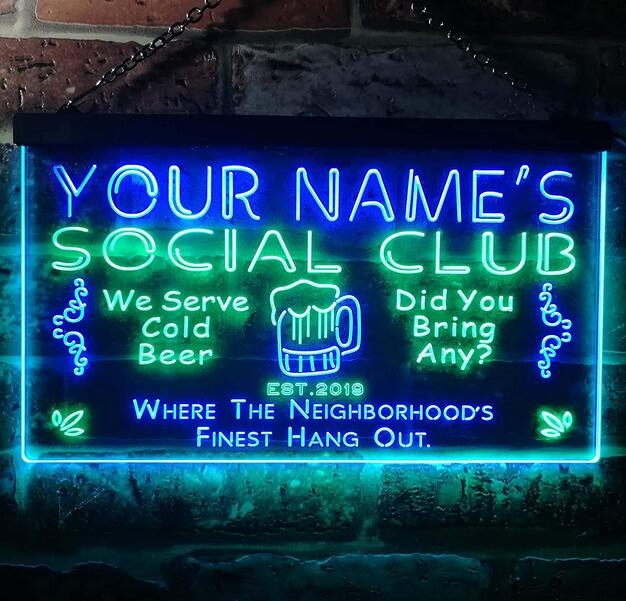 YOUR NAME'S
SOCIAL CLUB
We Serve
Cold
Beer
Did You
Bring
Any?
EST.2019
WHERE THE NEIGHBORHOOD'S
FINEST HANG OUT.